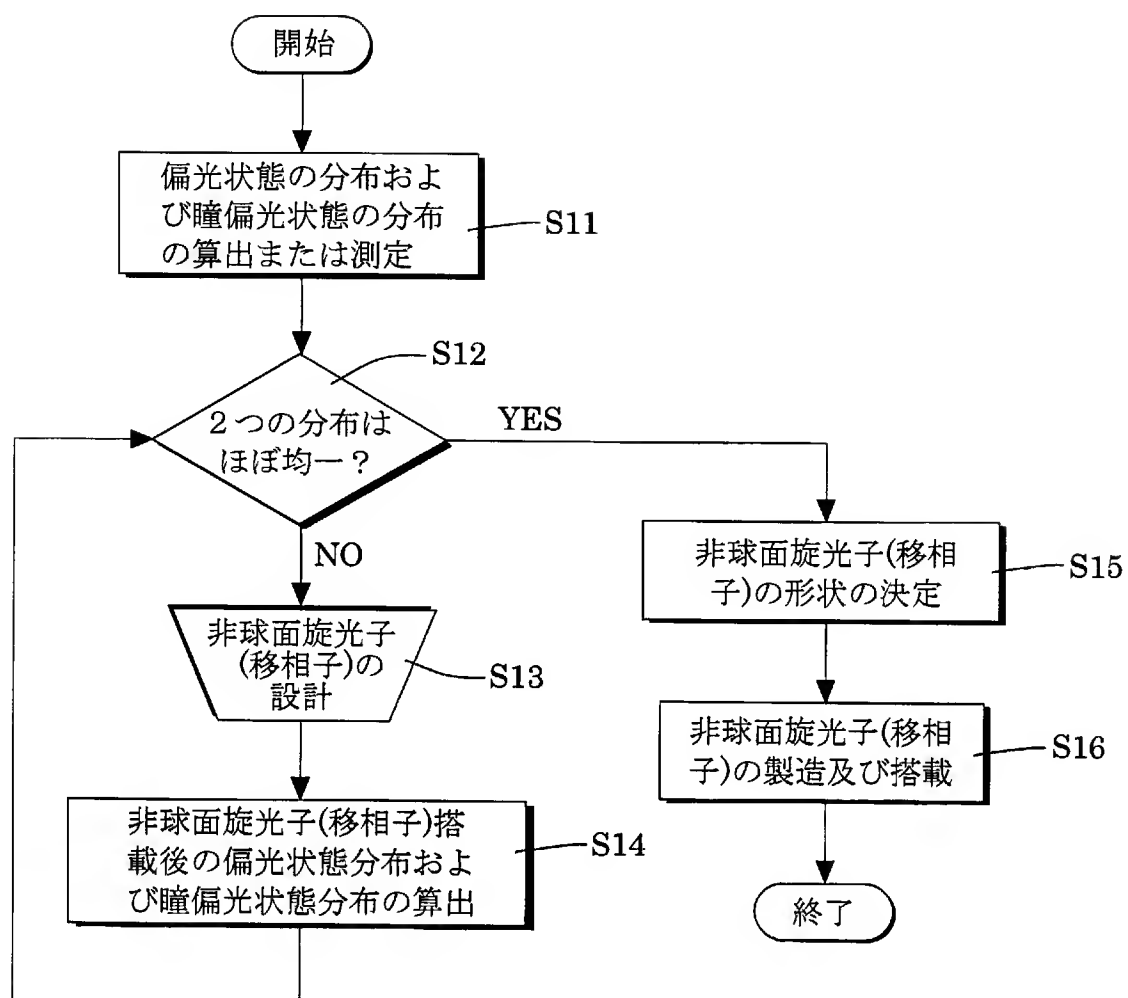 開始
偏光状態の分布およ
び瞳偏光状態の分布
の算出または測定
S11
S12
2つの分布は
ほぼ均一？
YES
NO
非球面旋光子
(移相子)の
設計
S13
非球面旋光子(移相子)搭
載後の偏光状態分布およ
び瞳偏光状態分布の算出
S14
非球面旋光子(移相
子)の形状の決定
S15
非球面旋光子(移相
子)の製造及び搭載
S16
終了